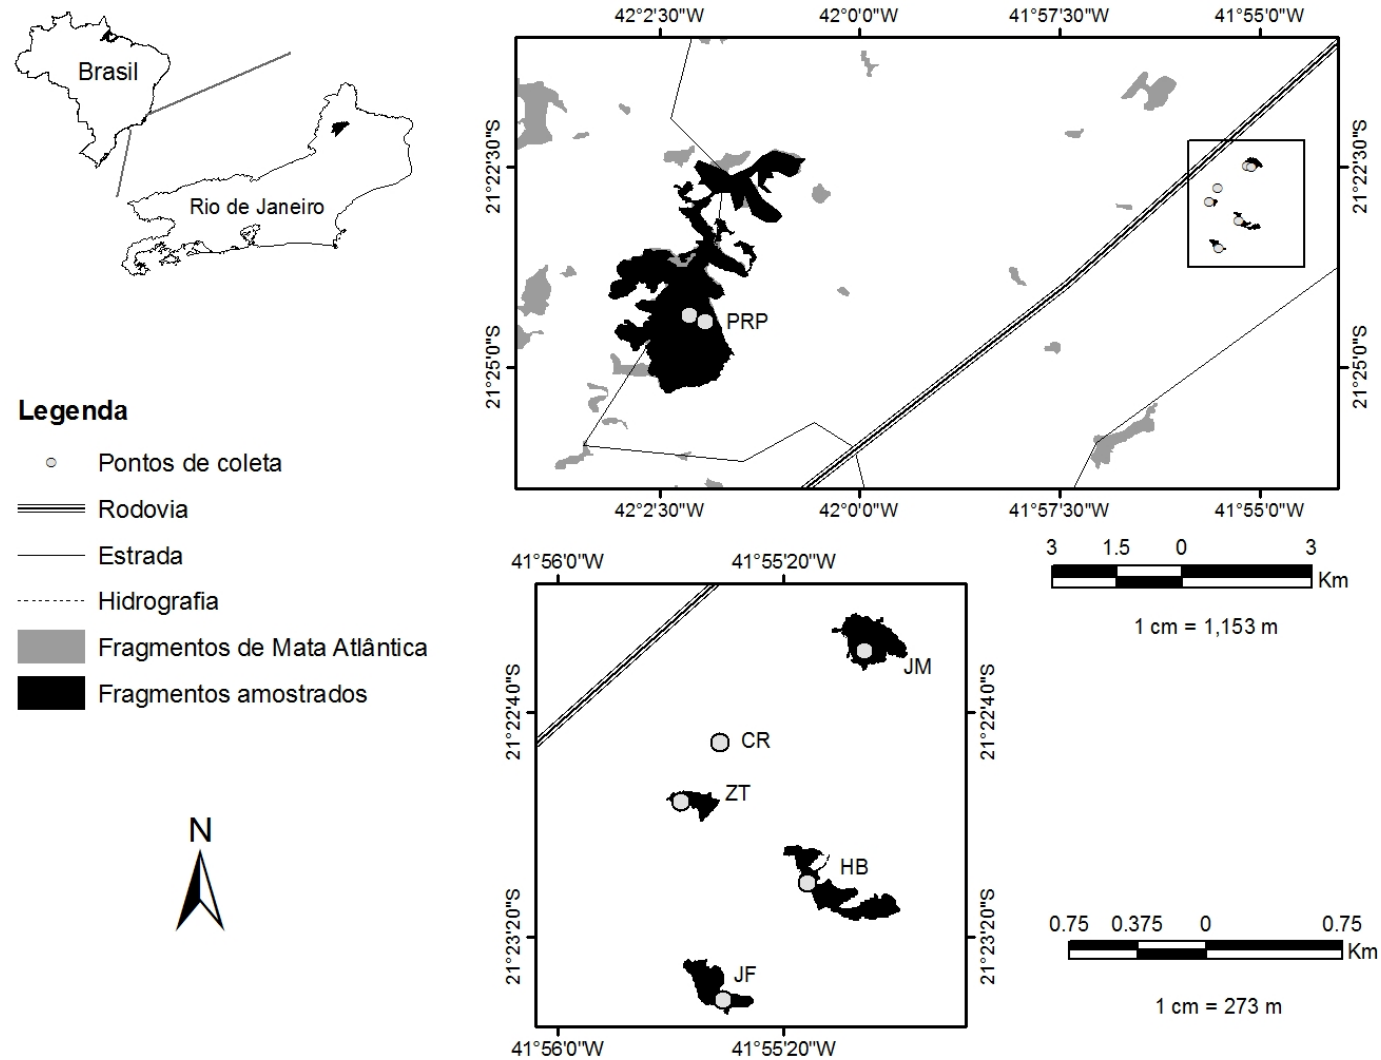 Brasil
Rio de Janeiro
Legenda
Pontos de coleta
Rodovia
Estrada
Hidrografia
Fragmentos de Mata Atlântica
Fragmentos amostrados
N
42°2'30"W 42°0'0"W 41°57'30"W 41°55'0"W
21°22'30"S
21°25'0"S
PRP
21°22'30"S
21°25'0"S
42°2'30"W 42°0'0"W 41°57'30"W 41°55'0"W
3 1.5 0 3
Km
1 cm = 1,153 m
41°56'0"W 41°55'20"W
21°22'40"S
21°23'20"S
JM
CR
ZT
HB
JF
21°22'40"S
21°23'20"S
41°56'0"W 41°55'20"W
0.75 0.375 0 0.75
Km
1 cm = 273 m